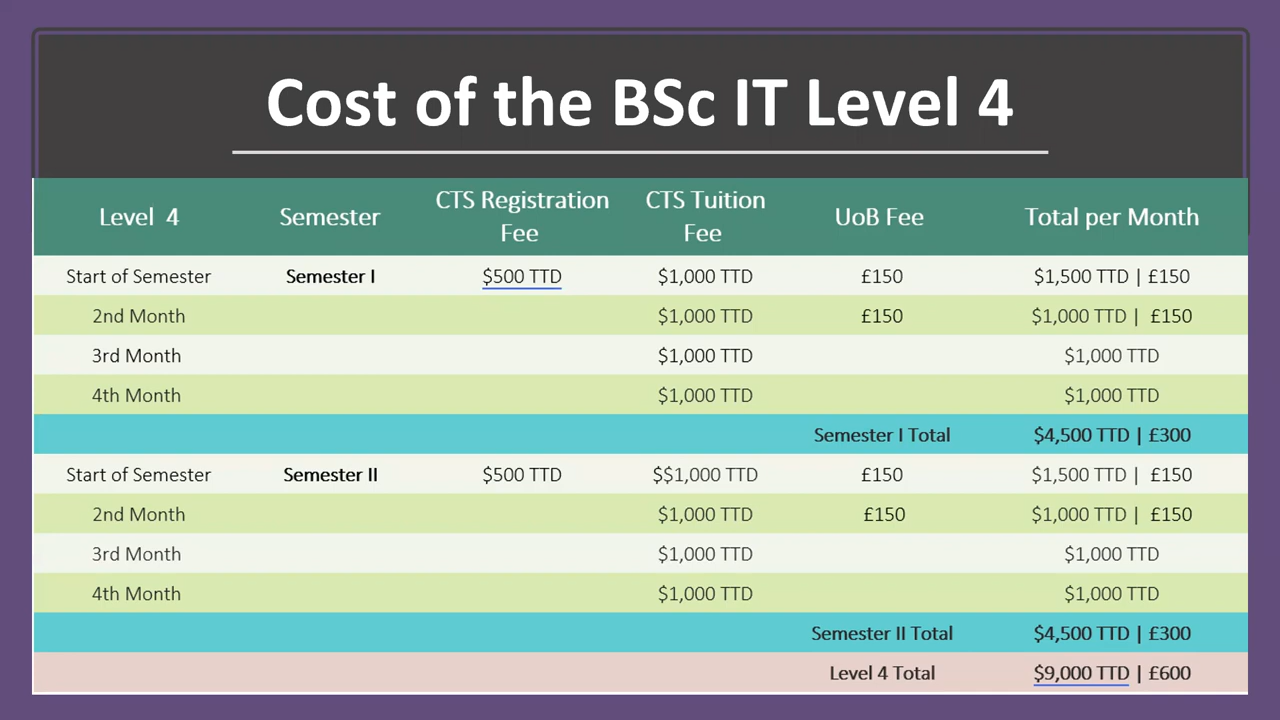 Cost of the BSc IT Level 4
Level 4 Semester CTS Registration Fee CTS Tuition Fee UoB Fee Total per Month
Start of Semester Semester I $500 TTD $1,000 TTD £150 $1,500 TTD | £150
2nd Month $1,000 TTD £150 $1,000 TTD | £150
3rd Month $1,000 TTD $1,000 TTD
4th Month $1,000 TTD $1,000 TTD
Semester I Total $4,500 TTD | £300
Start of Semester Semester II $500 TTD $$1,000 TTD £150 $1,500 TTD | £150
2nd Month $1,000 TTD £150 $1,000 TTD | £150
3rd Month $1,000 TTD $1,000 TTD
4th Month $1,000 TTD $1,000 TTD
Semester II Total $4,500 TTD | £300
Level 4 Total $9,000 TTD | £600